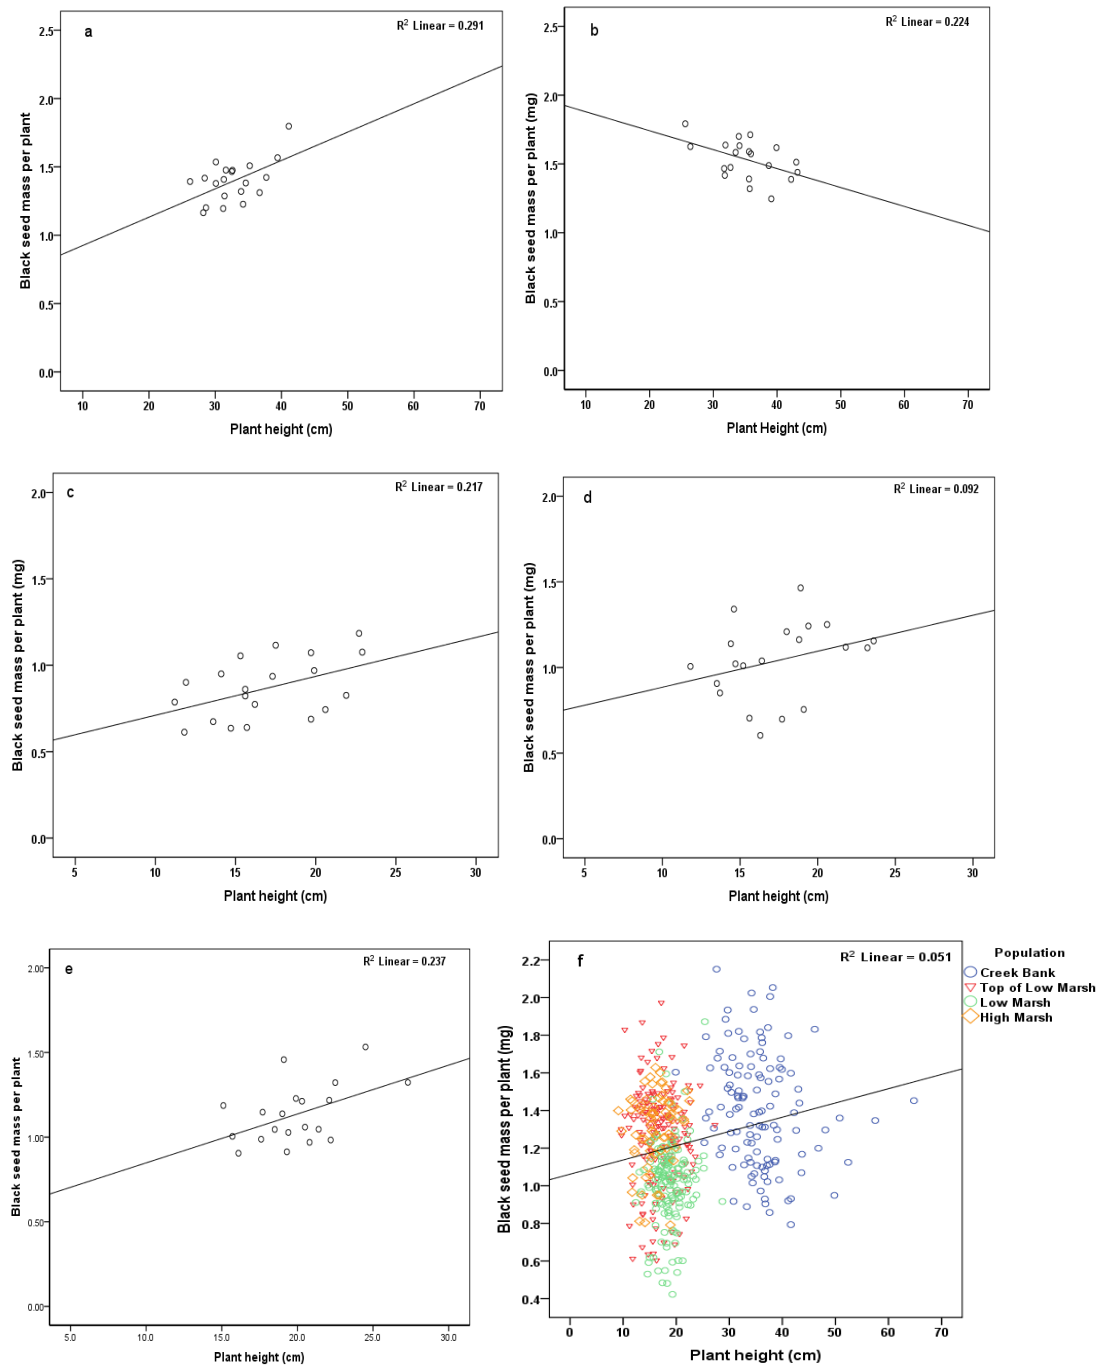 a
R² Linear = 0.291
2.5
2.0
1.5
1.0
0.5
0.0
Black seed mass per plant
10 20 30 40 50 60 70
Plant height (cm)
b
R² Linear = 0.224
2.5
2.0
1.5
1.0
0.5
0.0
Black seed mass per plant (mg)
10 20 30 40 50 60 70
Plant Height (cm)
c
R² Linear = 0.217
2.0
1.5
1.0
0.5
0.0
Black seed mass per plant (mg)
5 10 15 20 25 30
Plant height (cm)
d
R² Linear = 0.092
2.0
1.5
1.0
0.5
0.0
Black seed mass per plant (mg)
5 10 15 20 25 30
Plant height (cm)
e
R² Linear = 0.237
2.00
1.50
1.00
0.50
0.00
Black seed mass per plant
5.0 10.0 15.0 20.0 25.0 30.0
Plant height (cm)
f
R² Linear = 0.051
2.2
2.0
1.8
1.6
1.4
1.2
1.0
0.8
0.6
0.4
Black seed mass per plant (mg)
0 10 20 30 40 50 60 70
Plant height (cm)
Population
Creek Bank
Top of Low Marsh
Low Marsh
High Marsh